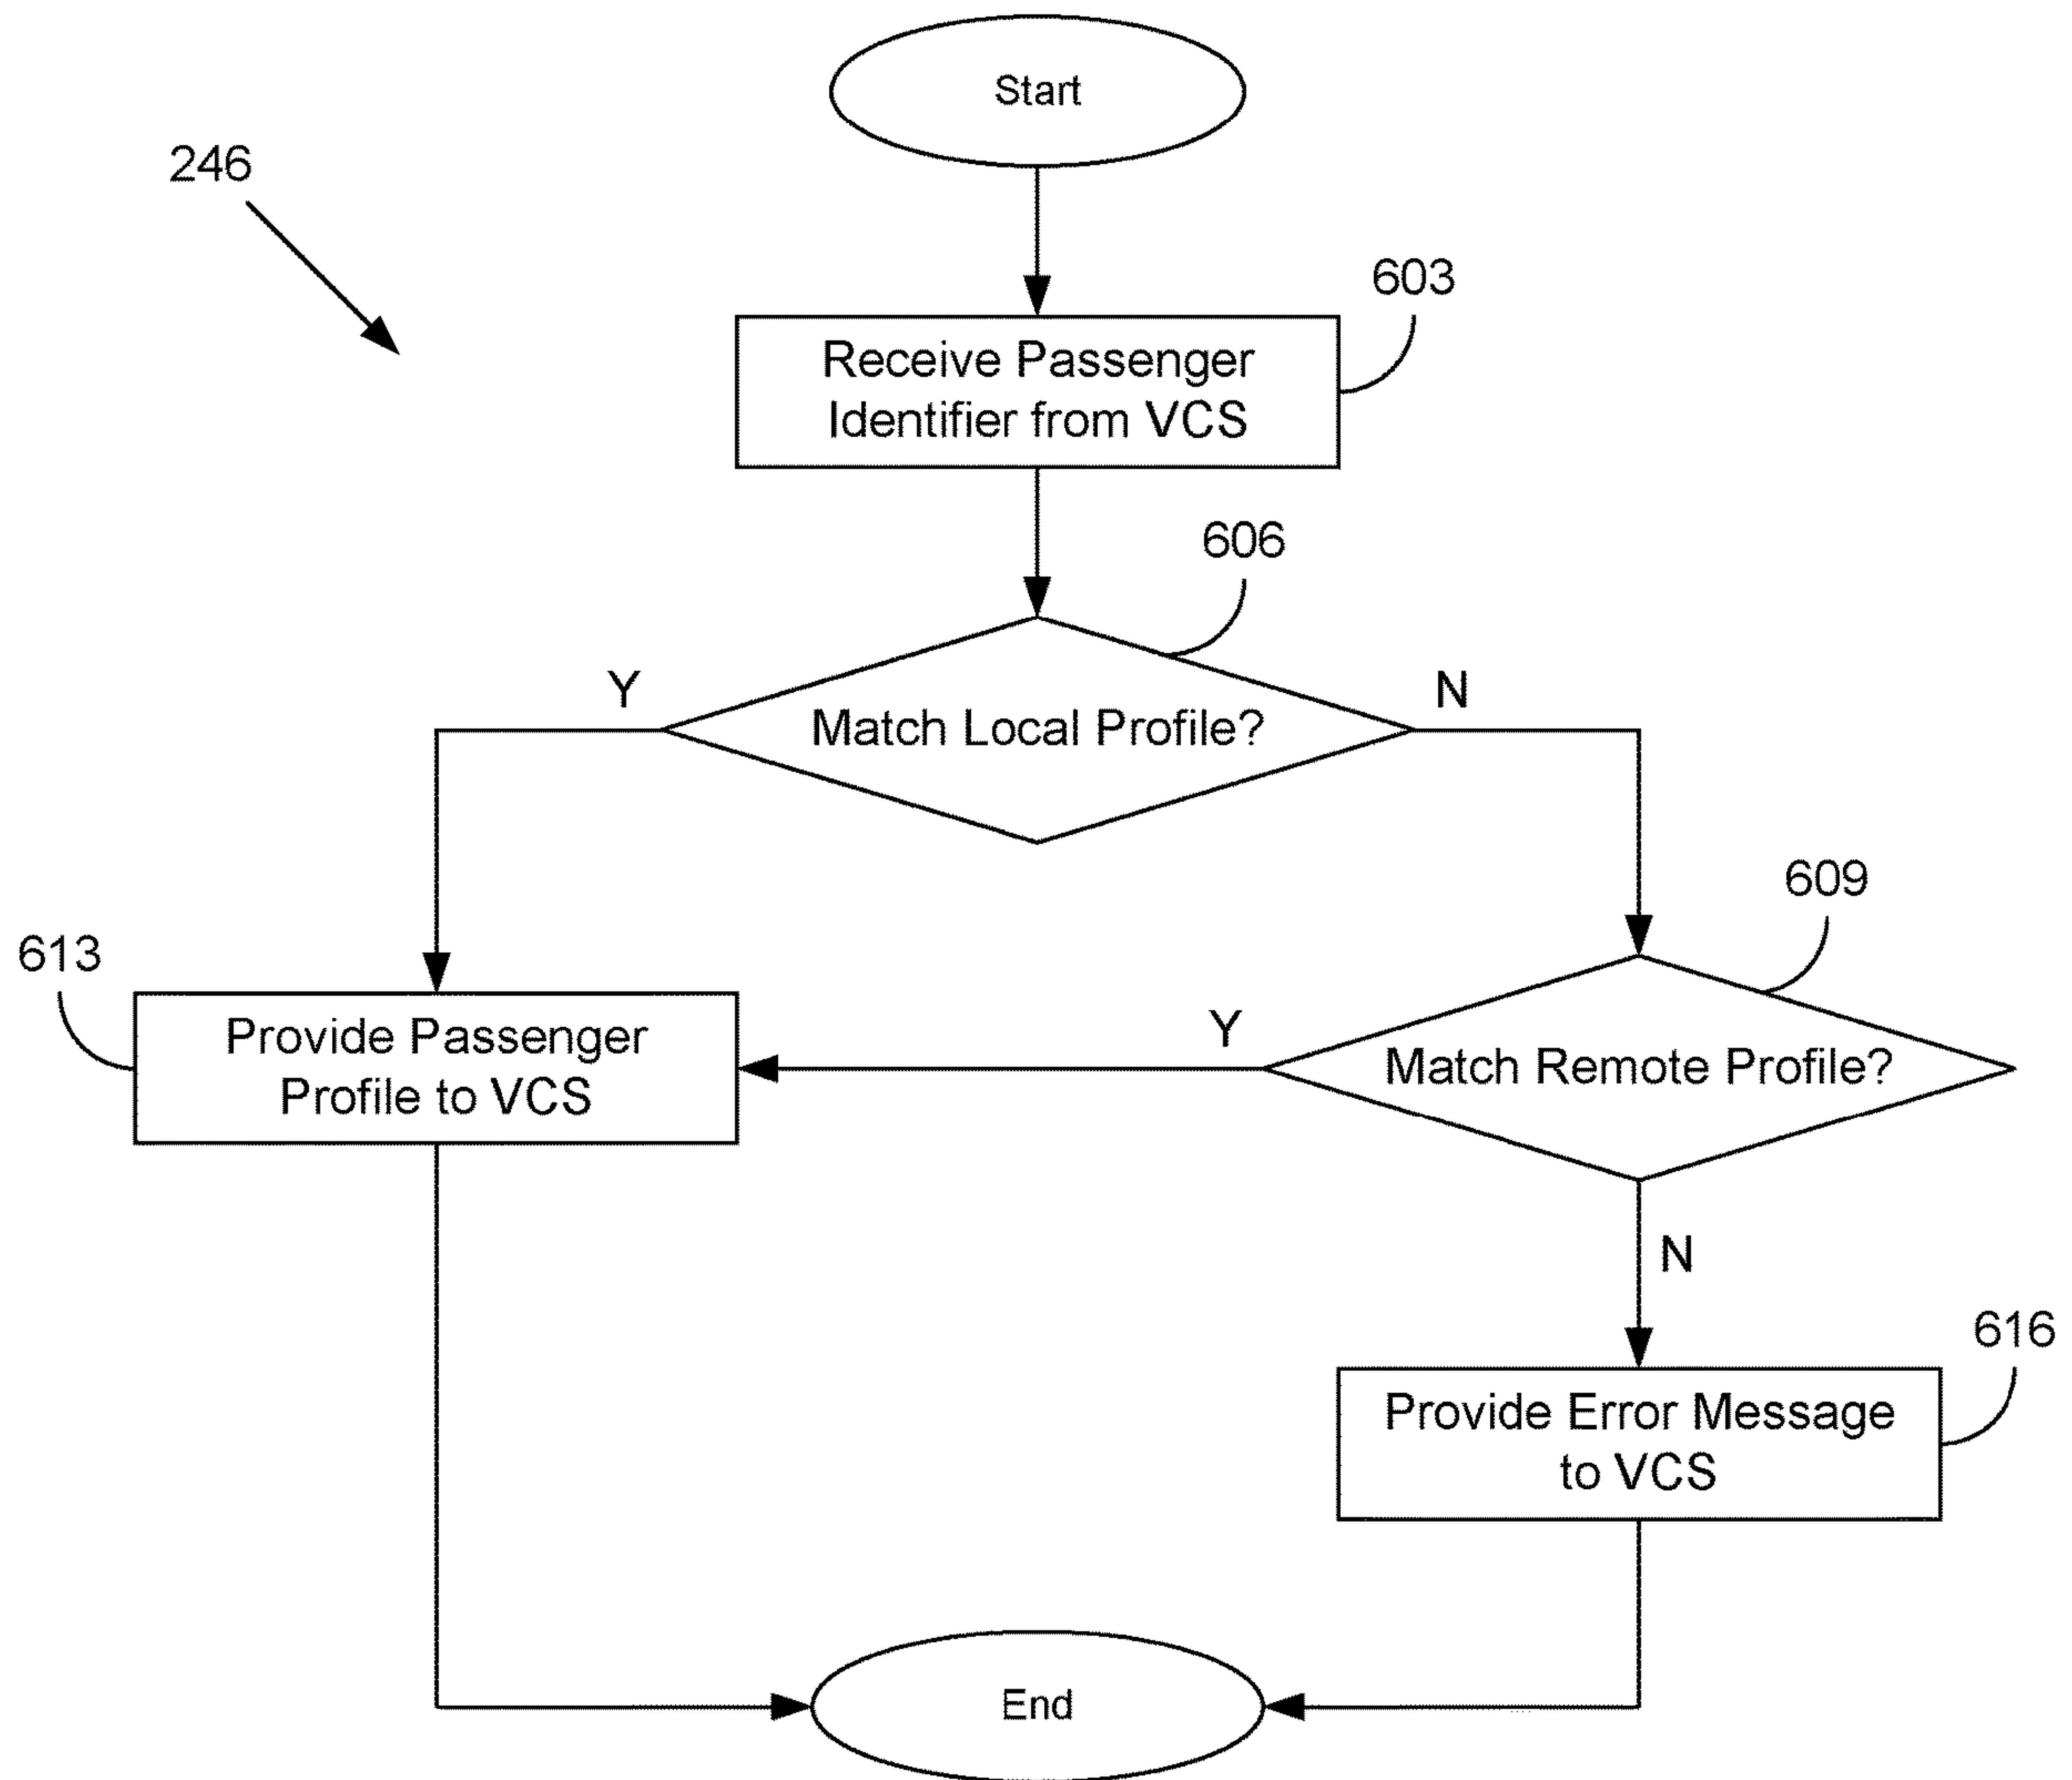 Start
246
603
Receive Passenger
Identifier from VCS
606
Y
N
Match Local Profile?
609
613
Provide Passenger
Profile to VCS
Y
Match Remote Profile?
N
616
Provide Error Message
to VCS
End